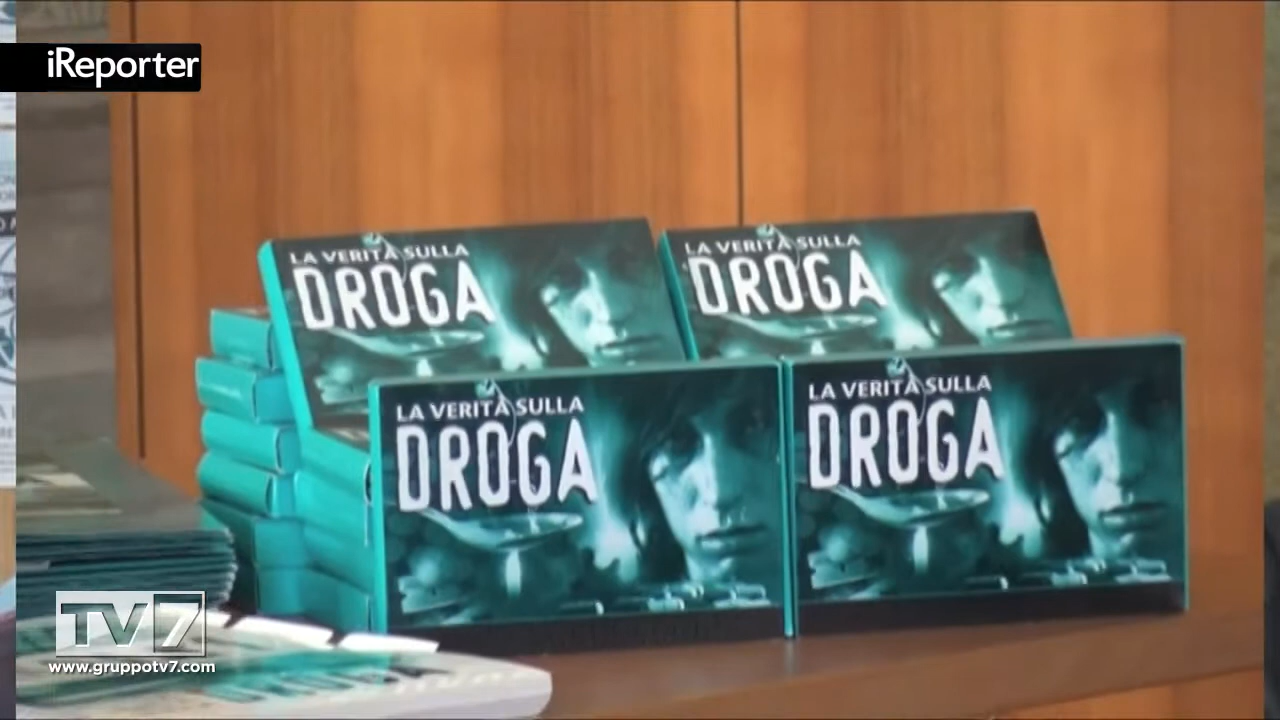 iReporter
LA VERITÀ SULLA
DROGA
LA VERITÀ SULLA
DROGA
LA VERITÀ SULLA
DROGA
LA VERITÀ SULLA
DROGA
TV7
www.gruppotv7.com